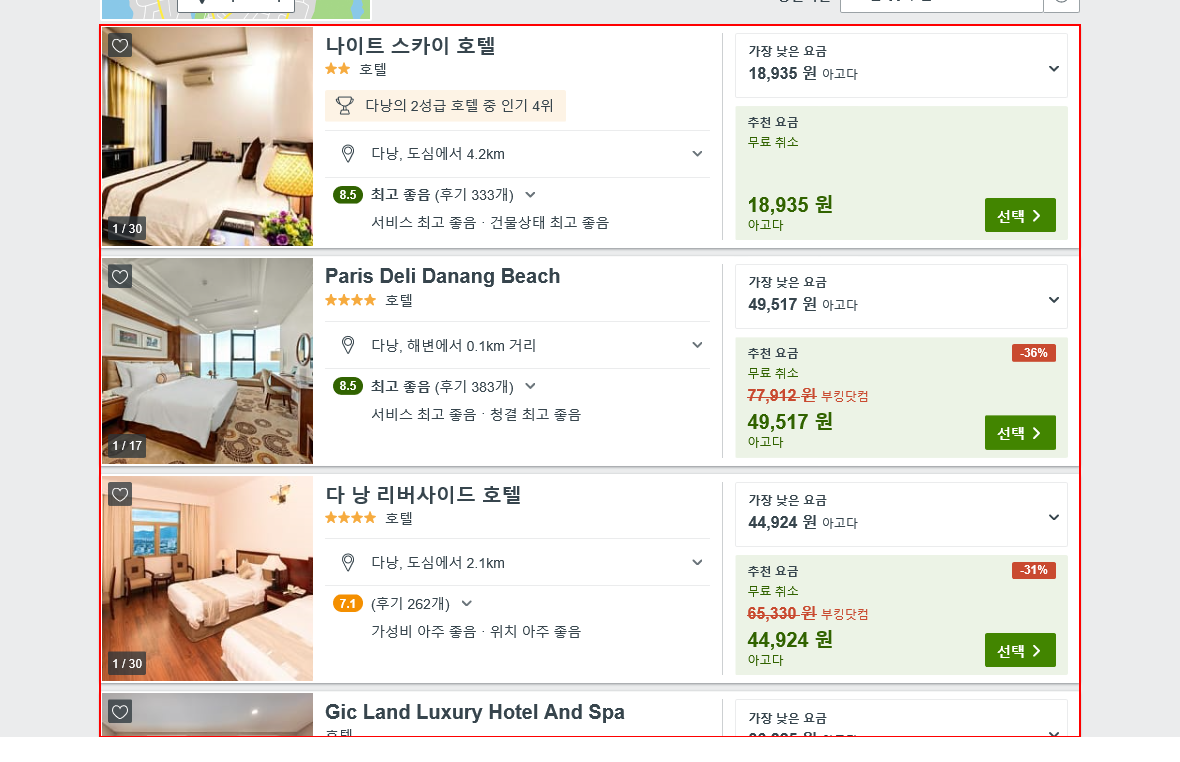 나이트 스카이 호텔
호텔
다낭의 2성급 호텔 중 인기 4위
다낭, 도심에서 4.2km
8.5 최고 좋음 (후기 333개)
서비스 최고 좋음 · 건물상태 최고 좋음
1 / 30
가장 낮은 요금
18,935 원 아고다
추천 요금
무료 취소
18,935 원
아고다
선택
Paris Deli Danang Beach
호텔
다낭, 해변에서 0.1km 거리
8.5 최고 좋음 (후기 383개)
서비스 최고 좋음 · 청결 최고 좋음
1 / 17
가장 낮은 요금
49,517 원 아고다
추천 요금
-36%
무료 취소
77,912 원 부킹닷컴
49,517 원
아고다
선택
다 낭 리버사이드 호텔
호텔
다낭, 도심에서 2.1km
7.1 (후기 262개)
가성비 아주 좋음 · 위치 아주 좋음
1 / 30
가장 낮은 요금
44,924 원 아고다
추천 요금
-31%
무료 취소
65,330 원 부킹닷컴
44,924 원
아고다
선택
Gic Land Luxury Hotel And Spa
호텔
가장 낮은 요금